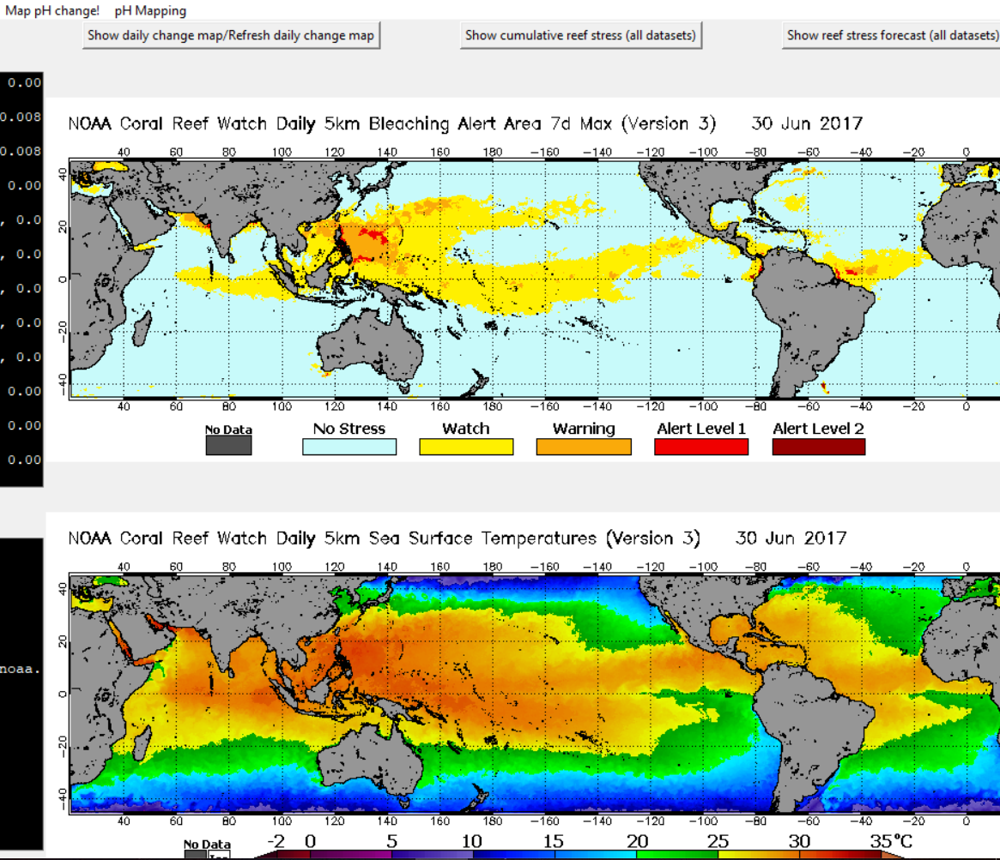 Map pH change! pH Mapping
Show daily change map/Refresh daily change map Show cumulative reef stress (all datasets) Show reef stress forecast (all datasets)
0.00
0.008
0.008
0.00
, 0.0
, 0.0
, 0.0
, 0.0
, 0.0
0.00
0.00
0.00
NOAA Coral Reef Watch Daily 5km Bleaching Alert Area 7d Max (Version 3) 30 Jun 2017
40 60 80 100 120 140 160 180 -160 -140 -120 -100 -80 -60 -40 -20 0
40
20
0
-20
-40
40 60 80 100 120 140 160 180 -160 -140 -120 -100 -80 -60 -40 -20 0
No Data No Stress Watch Warning Alert Level 1 Alert Level 2
NOAA Coral Reef Watch Daily 5km Sea Surface Temperatures (Version 3) 30 Jun 2017
40 60 80 100 120 140 160 180 -160 -140 -120 -100 -80 -60 -40 -20 0
40
20
noaa.
0
-20
-40
40 60 80 100 120 140 160 180 -160 -140 -120 -100 -80 -60 -40 -20 0
No Data -2 0 5 10 15 20 25 30 35°C